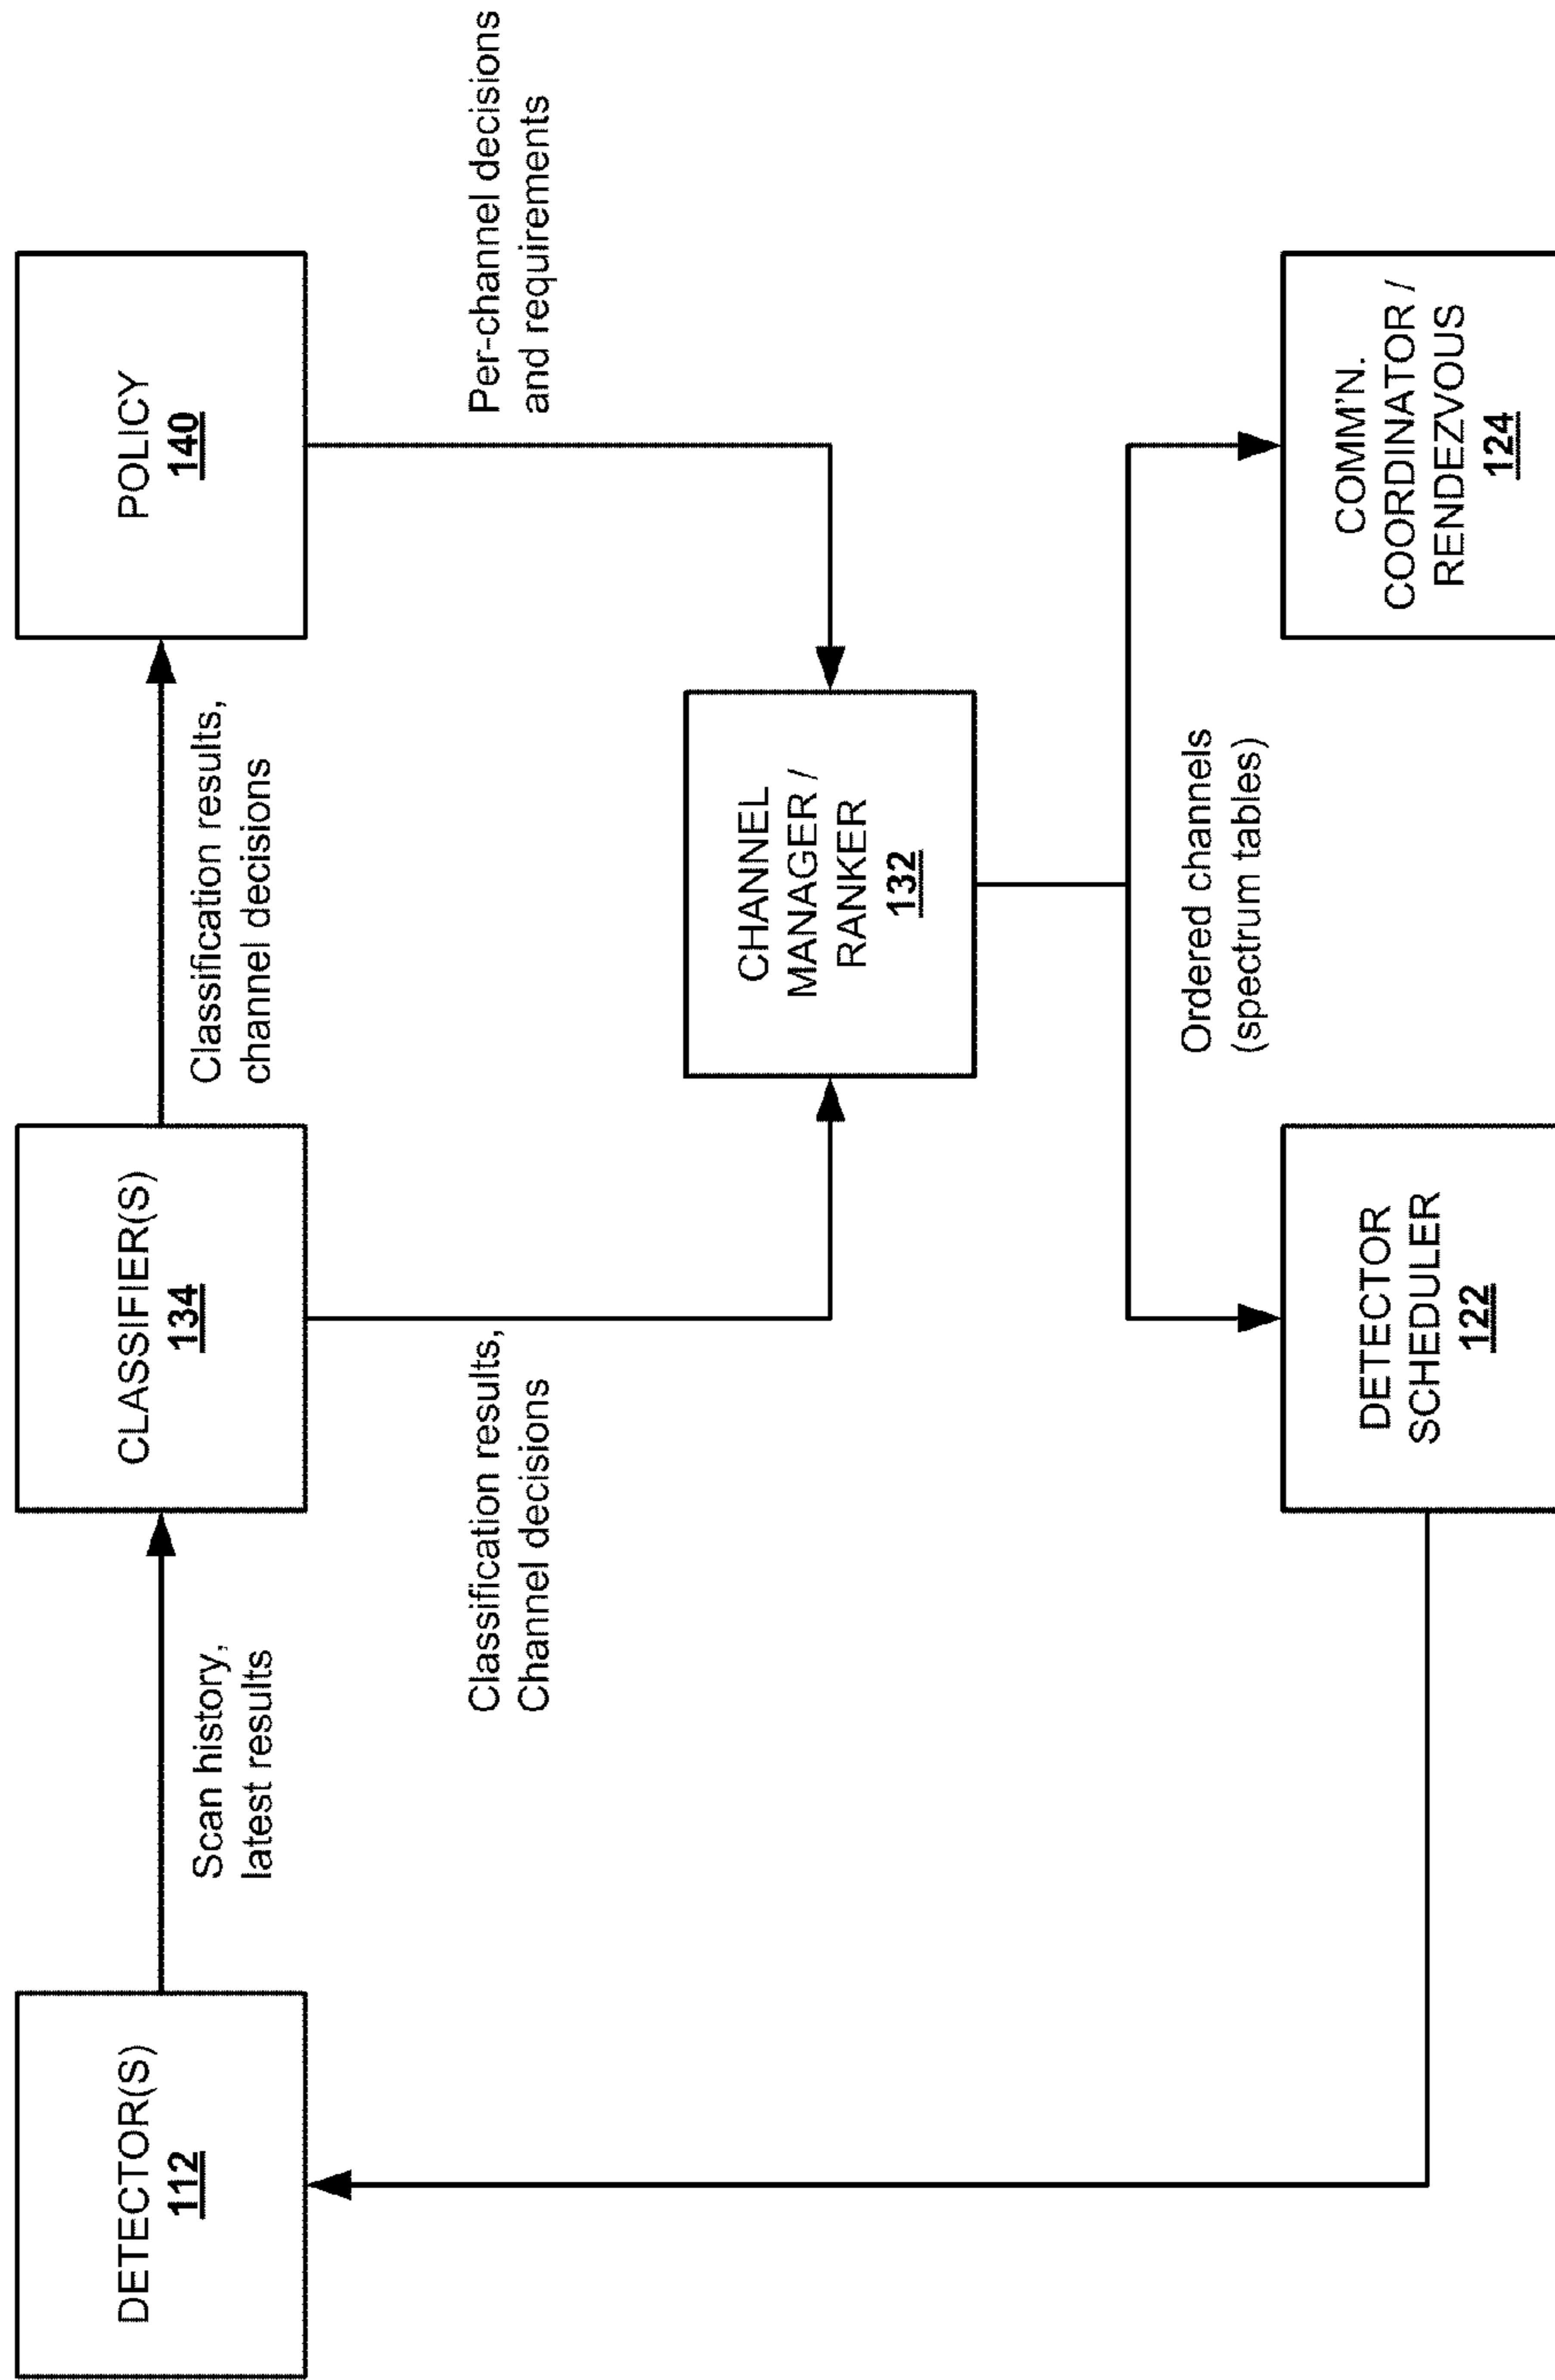 DETECTOR(S)
112
Scan history,
latest results
CLASSIFIER(S)
134
Classification results,
channel decisions
POLICY
140
Classification results,
Channel decisions
Per-channel decisions
and requirements
CHANNEL
MANAGER /
RANKER
132
Ordered channels
(spectrum tables)
DETECTOR
SCHEDULER
122
COMM'N.
COORDINATOR /
RENDEZVOUS
124